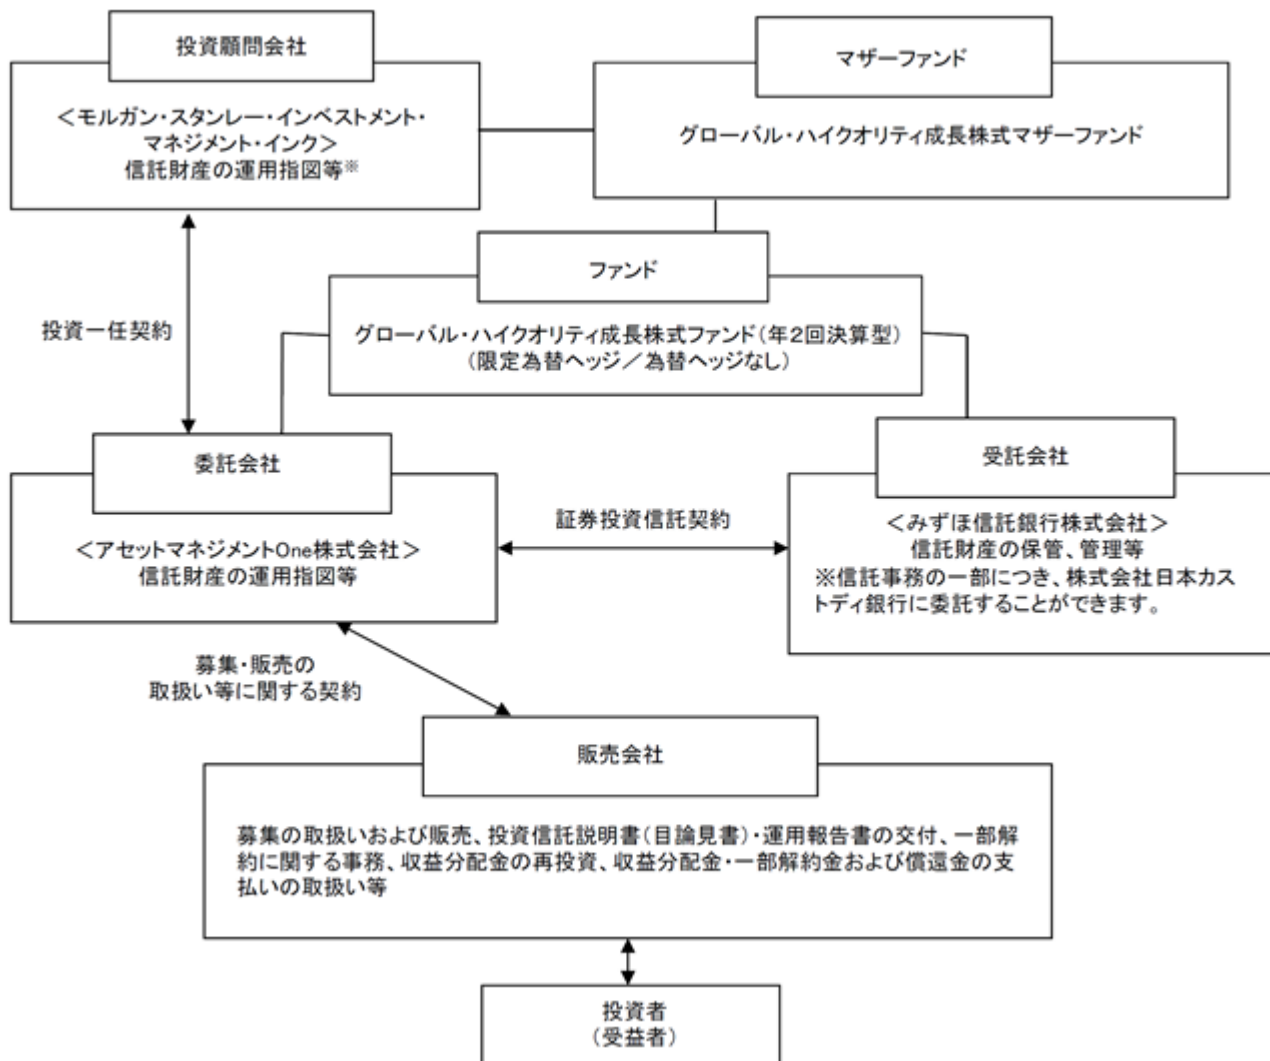 投資顧問会社
<モルガン・スタンレー・インベストメント・
マネジメント・インク>
信託財産の運用指図等※
マザーファンド
グローバル・ハイクオリティ成長株式マザーファンド
ファンド
グローバル・ハイクオリティ成長株式ファンド(年2回決算型)
(限定為替ヘッジ/為替ヘッジなし)
投資一任契約
委託会社
<アセットマネジメントOne株式会社>
信託財産の運用指図等
証券投資信託契約
受託会社
<みずほ信託銀行株式会社>
信託財産の保管、管理等
※信託事務の一部につき、株式会社日本カス
トディ銀行に委託することができます。
募集・販売の
取扱い等に関する契約
販売会社
募集の取扱いおよび販売、投資信託説明書(目論見書)・運用報告書の交付、一部解
約に関する事務、収益分配金の再投資、収益分配金・一部解約金および償還金の支
払いの取扱い等
投資者
(受益者)